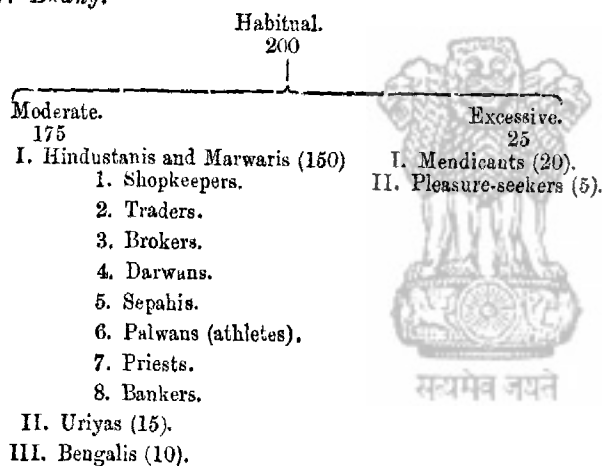 Habitual.
200
Moderate.
175
I. Hindustanis and Marwaris (150)
1. Shopkeepers.
2. Traders.
3. Brokers.
4. Darwans.
5. Sepahis.
6. Palwans (athletes).
7. Priests.
8. Bankers.
II. Uriyas (15).
III. Bengalis (10).
Excessive.
25
I. Mendicants (20).
II. Pleasure-seekers (5).
सत्यमेव जयते